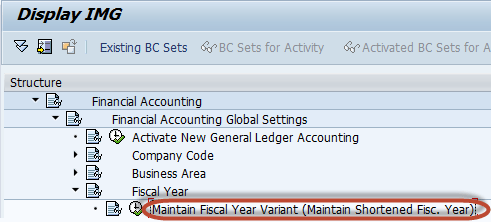 Display IMG
Existing BC Sets BC Sets for Activity Activated BC Sets for A
Structure
Financial Accounting
Financial Accounting Global Settings
Activate New General Ledger Accounting
Company Code
Business Area
Fiscal Year
Maintain Fiscal Year Variant (Maintain Shortened Fisc. Year)